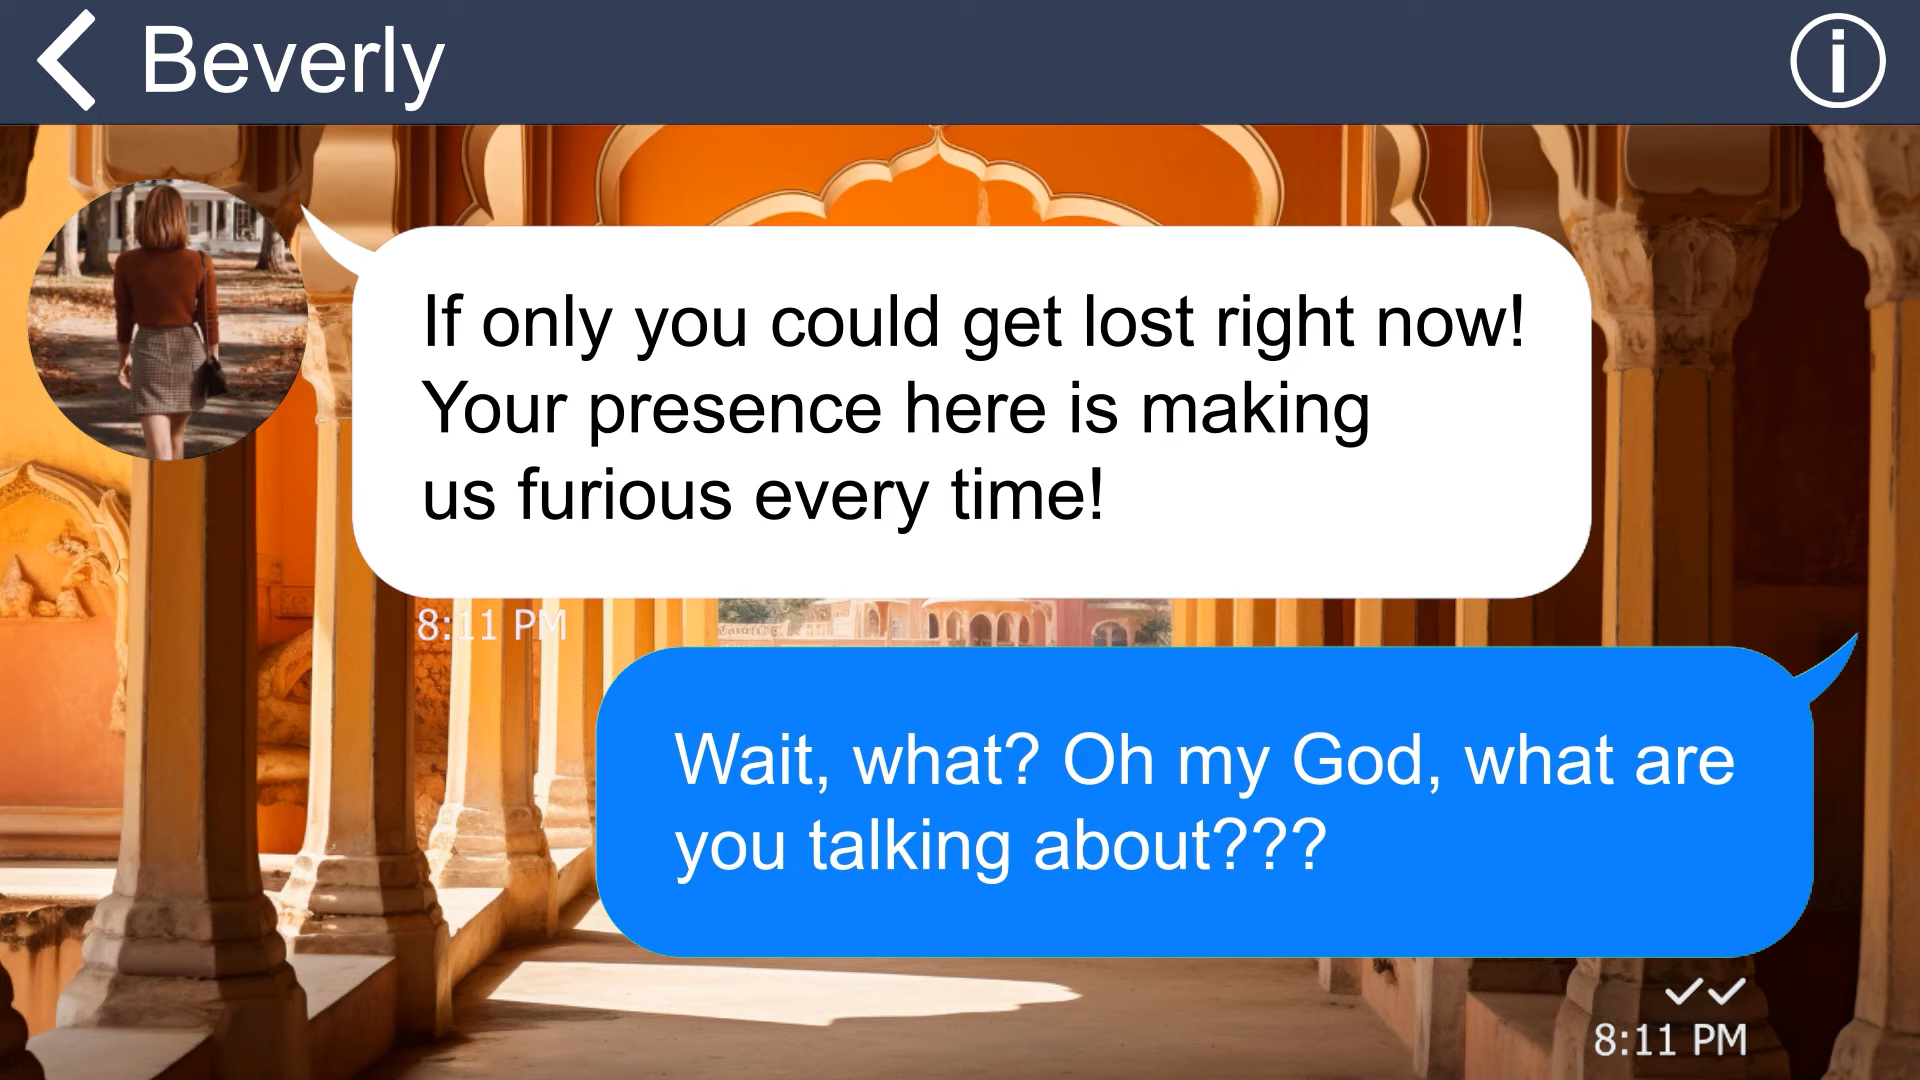 Beverly
If only you could get lost right now!
Your presence here is making
us furious every time!
8:11 PM
Wait, what? Oh my God, what are
you talking about???
8:11 PM